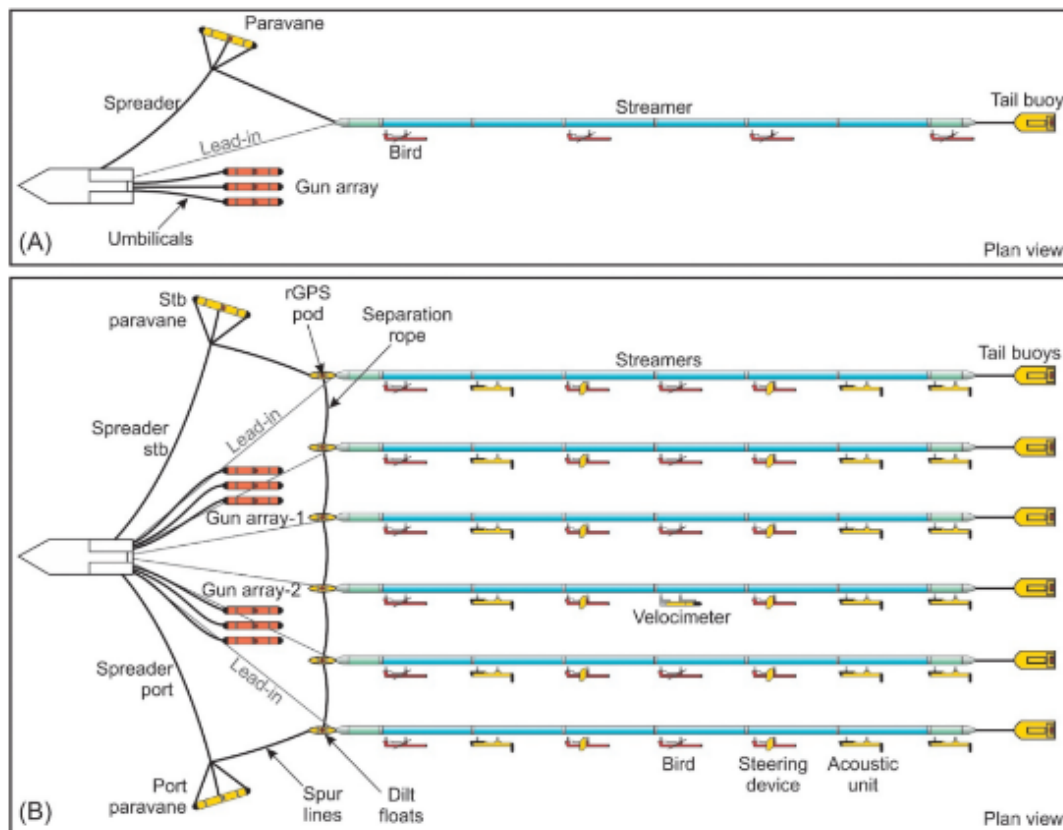 Paravane
Spreader
Streamer
Tail buoy
Lead-in
Bird
Gun array
Umbilicals
(A)
Plan view
Stb
paravane
rGPS
pod
Separation
rope
Streamers
Tail buoys
Lead-in
Spreader
stb
Gun array-1
Gun array-2
Velocimeter
Lead-in
Spreader
port
Bird
Steering
device
Acoustic
unit
Port
paravane
Spur
lines
Dilt
floats
(B)
Plan view